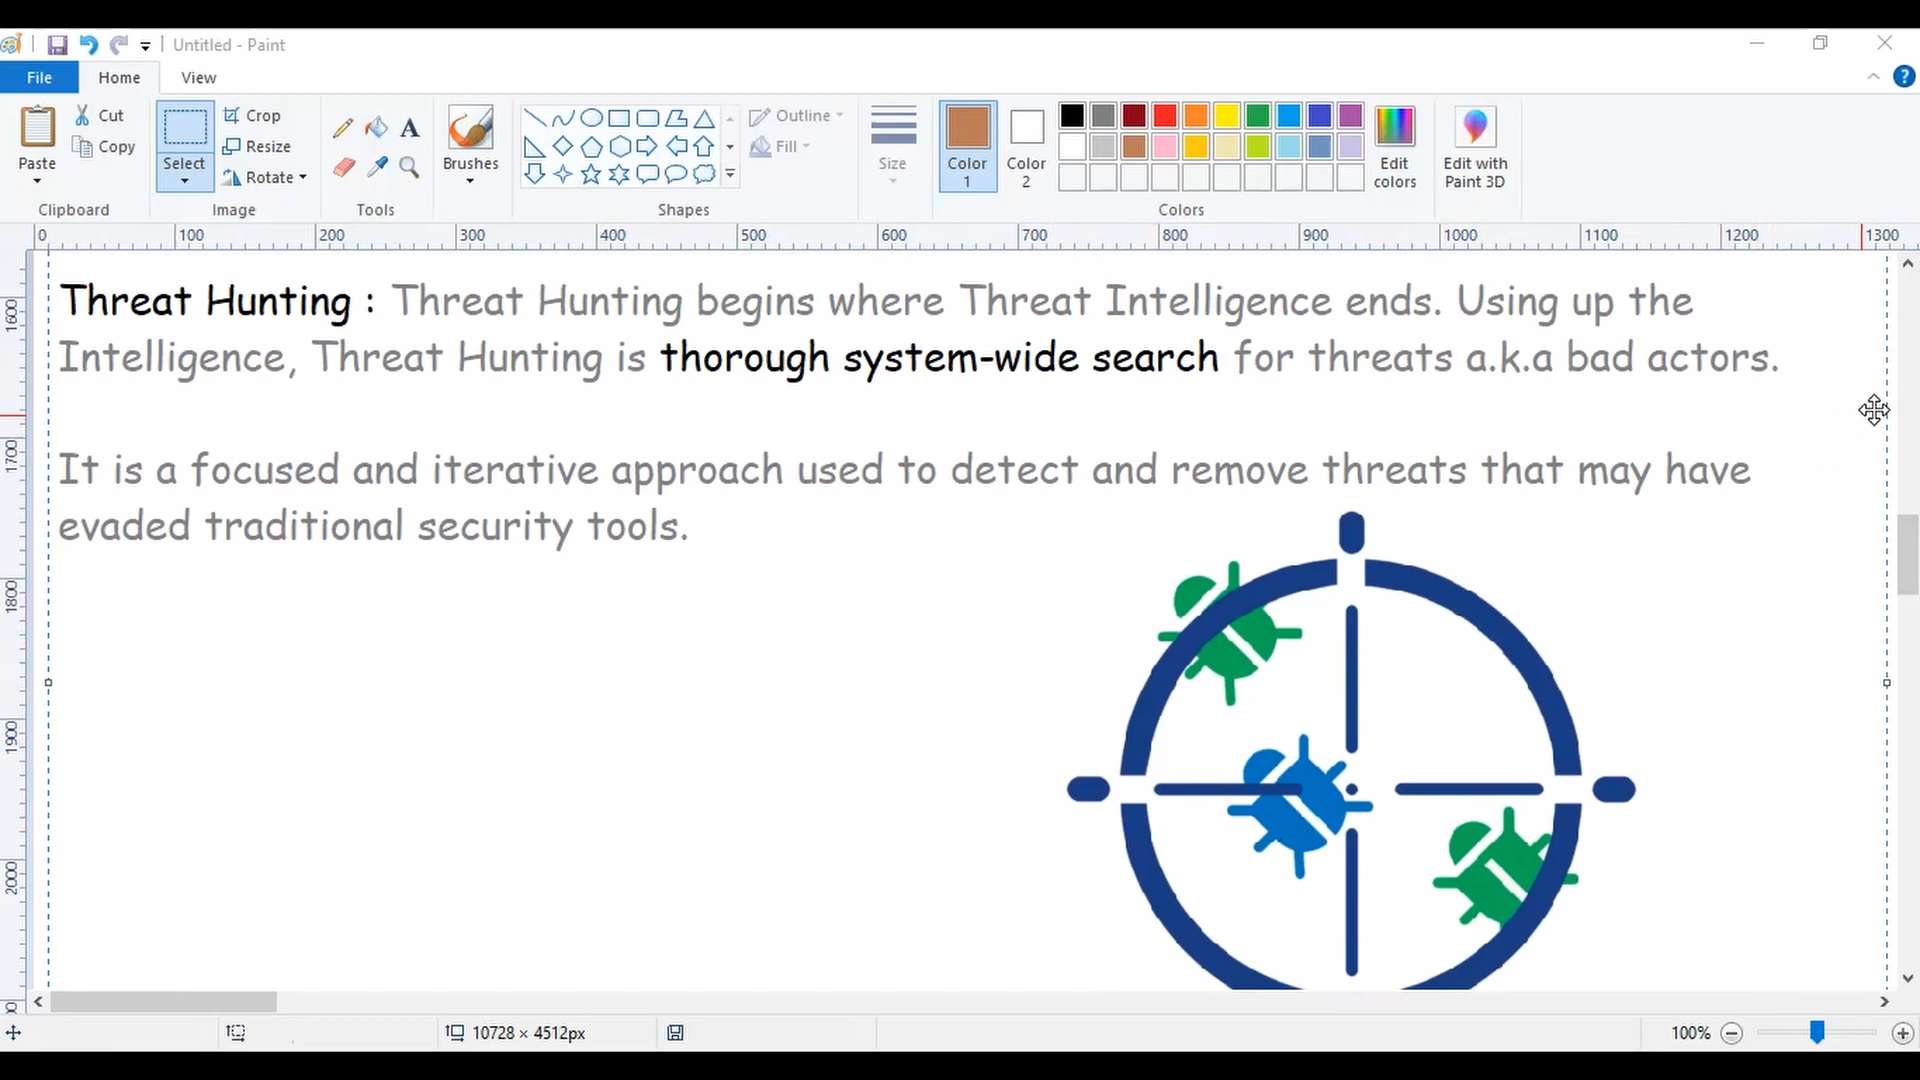 Untitled - Paint
File Home View
Paste Cut Copy Clipboard
Select Crop Resize Rotate Image
Tools
Brushes
Shapes
Outline
Fill
Size
Color 1
Color 2
Colors
Edit colors
Edit with Paint 3D
0 100 200 300 400 500 600 700 800 900 1000 1100 1200 1300
1600
1700
1800
1900
2000
Threat Hunting : Threat Hunting begins where Threat Intelligence ends. Using up the
Intelligence, Threat Hunting is thorough system-wide search for threats a.k.a bad actors.
It is a focused and iterative approach used to detect and remove threats that may have
evaded traditional security tools.
10728 × 4512px
100%